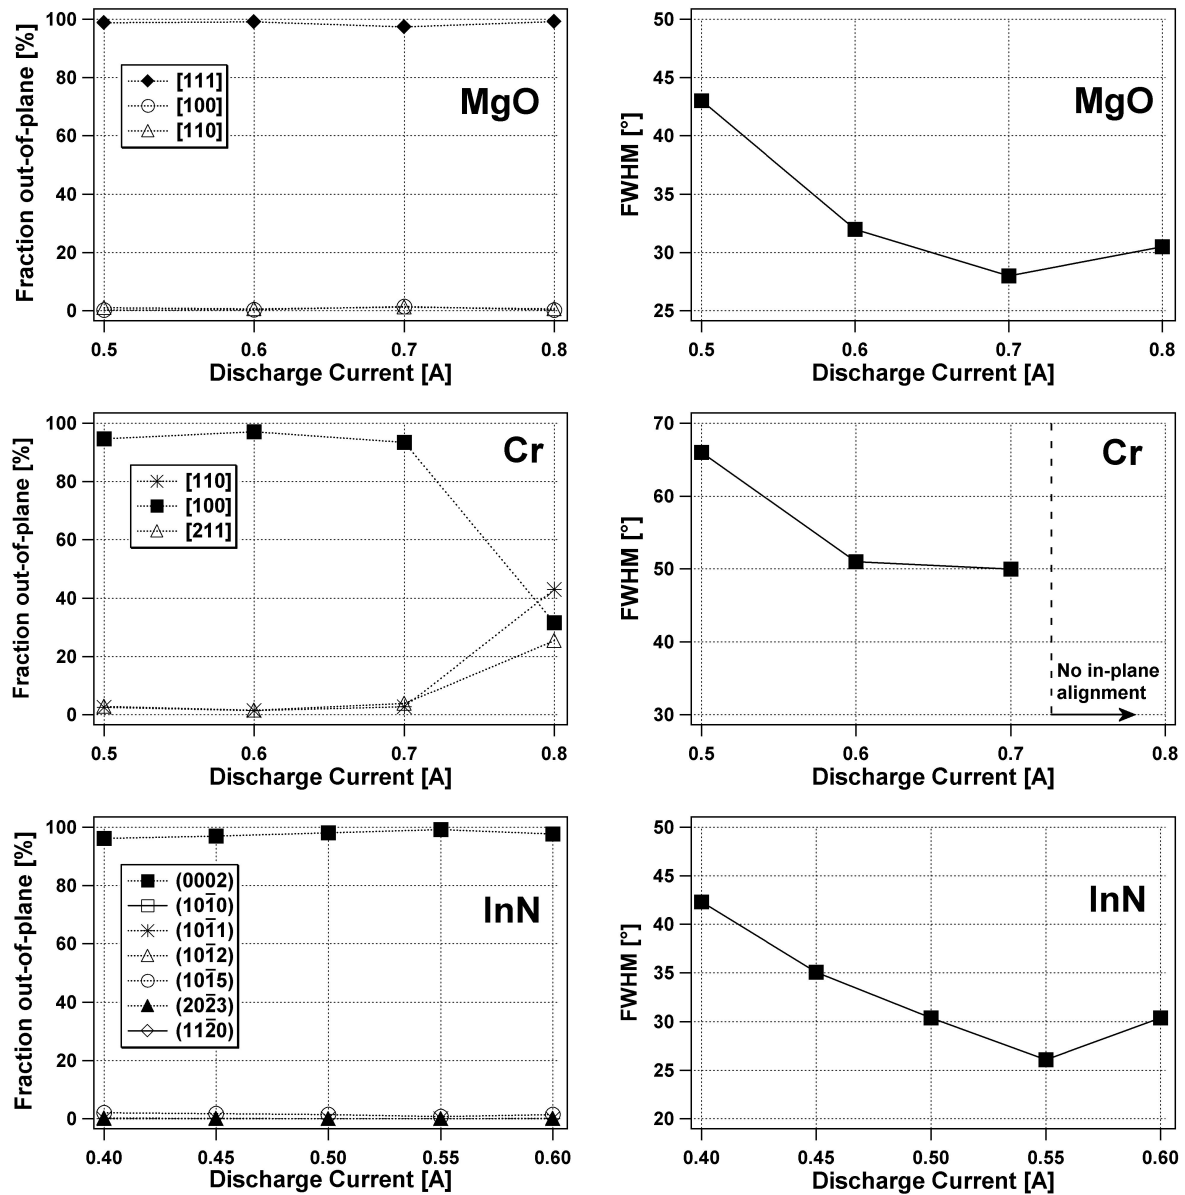 Fraction out-of-plane [%]
100
80
60
40
20
0
[111]
[100]
[110]
MgO
0.5 0.6 0.7 0.8
Discharge Current [A]
FWHM [°]
50
45
40
35
30
25
MgO
0.5 0.6 0.7 0.8
Discharge Current [A]
Fraction out-of-plane [%]
100
80
60
40
20
0
[110]
[100]
[211]
Cr
0.5 0.6 0.7 0.8
Discharge Current [A]
FWHM [°]
70
60
50
40
30
Cr
No in-plane
alignment
0.5 0.6 0.7 0.8
Discharge Current [A]
Fraction out-of-plane [%]
100
80
60
40
20
0
(0002)
(101̅0)
(101̅1)
(101̅2)
(101̅5)
(202̅3)
(112̅0)
InN
0.40 0.45 0.50 0.55 0.60
Discharge Current [A]
FWHM [°]
50
45
40
35
30
25
20
InN
0.40 0.45 0.50 0.55 0.60
Discharge Current [A]